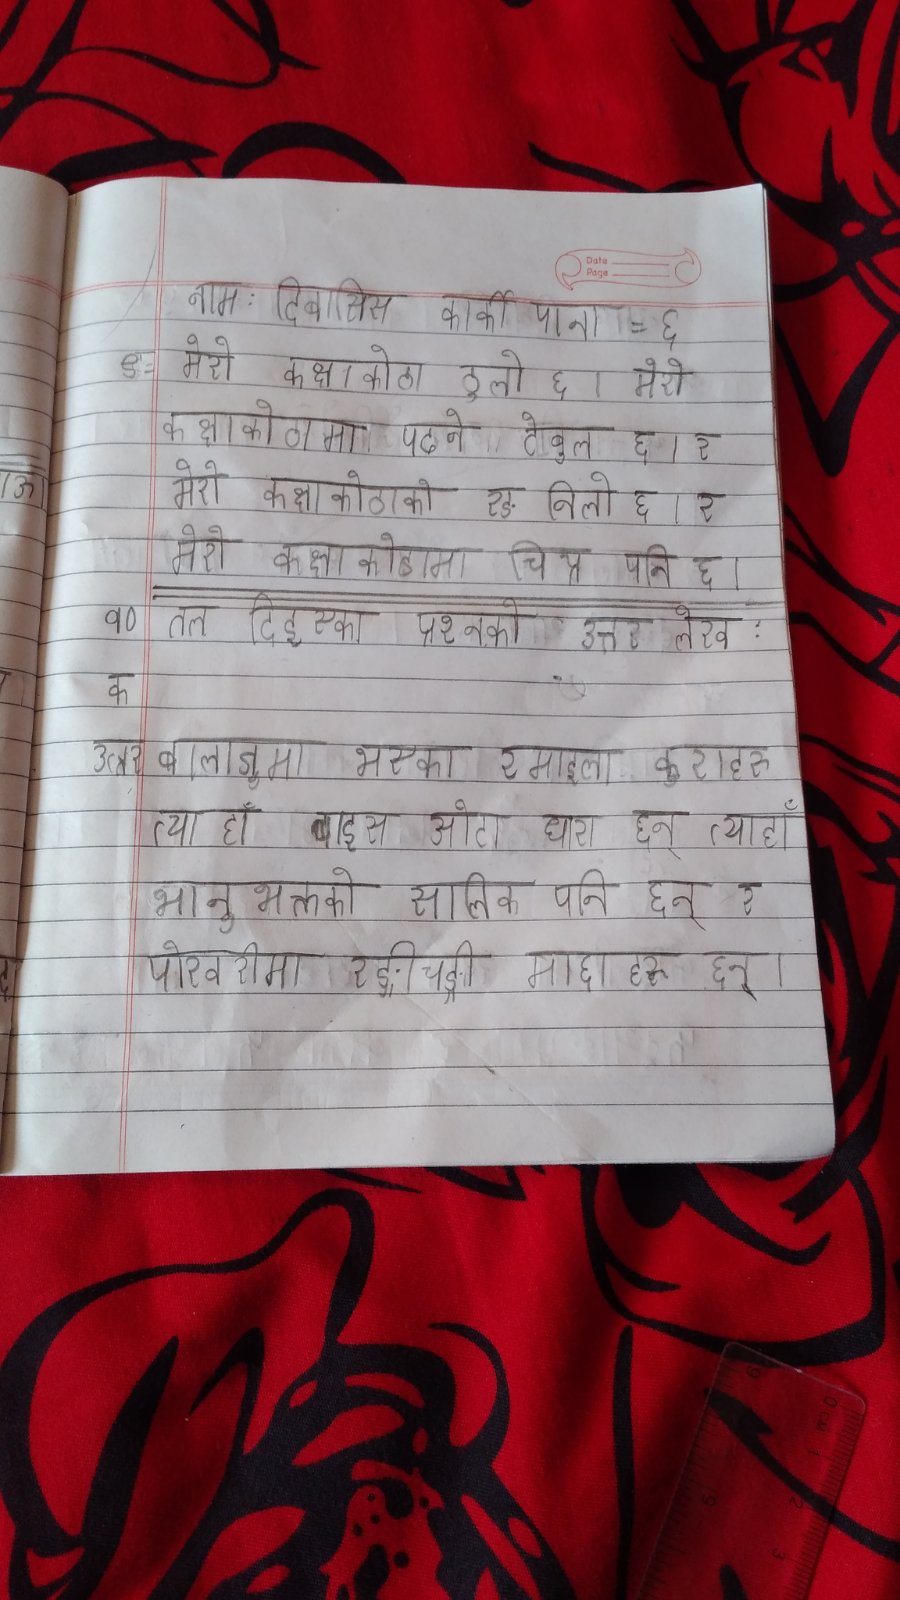 Date
Page
नाम: दिबासिस कार्की पाना = ६
ङ= मेरो कक्षाकोठा ठुलो छ । मेरो
कक्षाकोठामा पढ्ने टेबुल छ । र
मेरो कक्षाकोठाको रङ निलो छ । र
मेरो कक्षाकोठामा चित्र पनि छ ।
१० तल दिइएका प्रश्नको उत्तर लेख :
क
उत्तर बालाजुमा भएका रमाइला कुराहरु
त्याहाँ बाइस ओटा धारा छन् त्याहाँ
भानुभक्तको सालिक पनि छन् र
पोखरीमा रङ्गीचङ्गी माछाहरु छन् ।